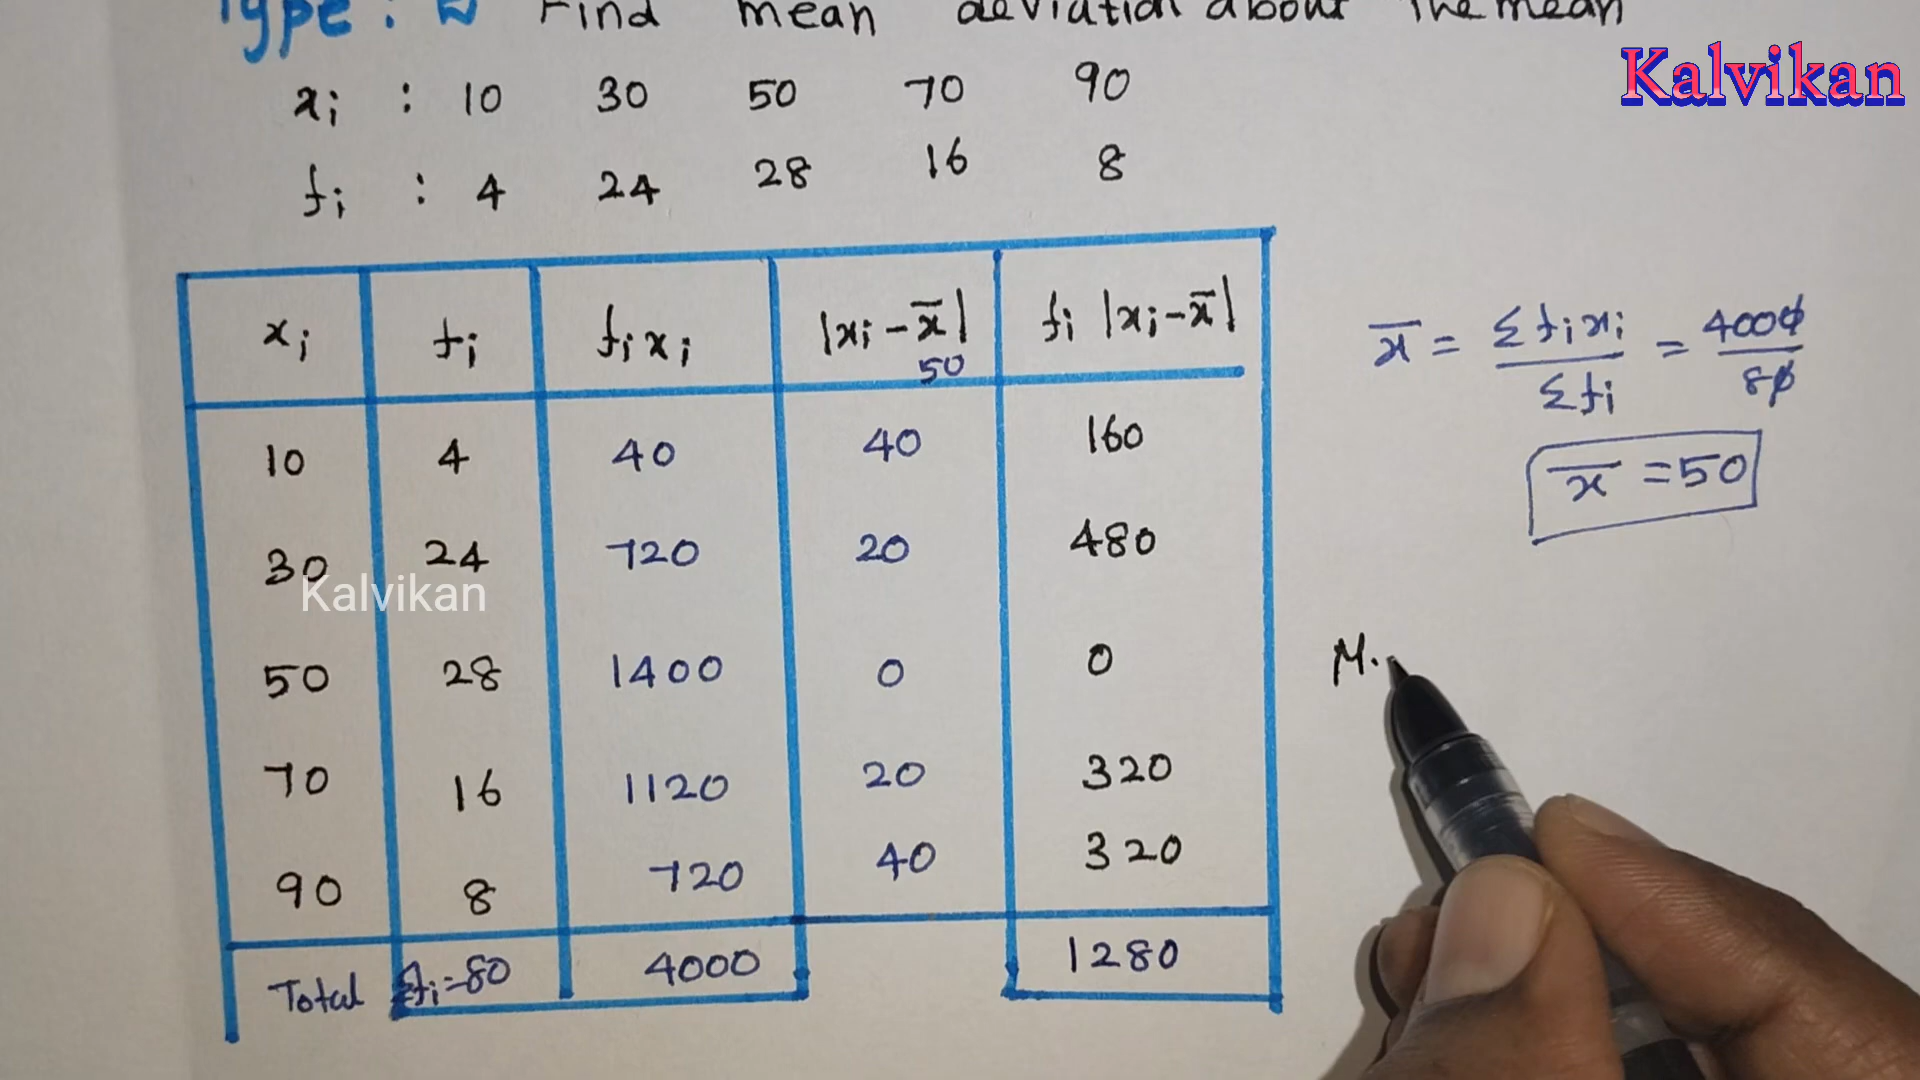 Type: 2 Find mean deviation about the mean
Kalvikan
xi : 10 30 50 70 90
fi : 4 24 28 16 8
xi fi fixi |xi - x̄| fi |xi - x̄|
50
10 4 40 40 160
30 24 720 20 480
Kalvikan
50 28 1400 0 0
70 16 1120 20 320
90 8 720 40 320
Total Σfi = 80 4000 1280
x̄ = Σfixi / Σfi = 4000 / 80
x̄ = 50
M.